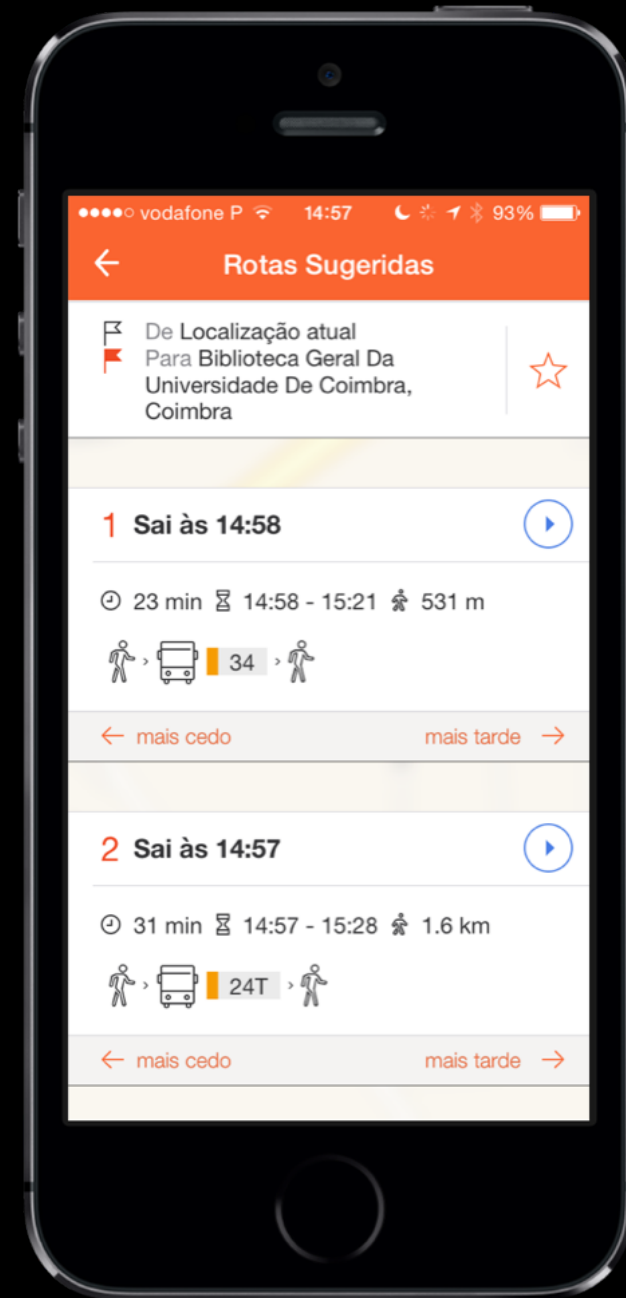 vodafone P 14:57 93%
Rotas Sugeridas
De Localização atual
Para Biblioteca Geral Da
Universidade De Coimbra,
Coimbra
1 Sai às 14:58
23 min 14:58 - 15:21 531 m
34
mais cedo mais tarde
2 Sai às 14:57
31 min 14:57 - 15:28 1.6 km
24T
mais cedo mais tarde